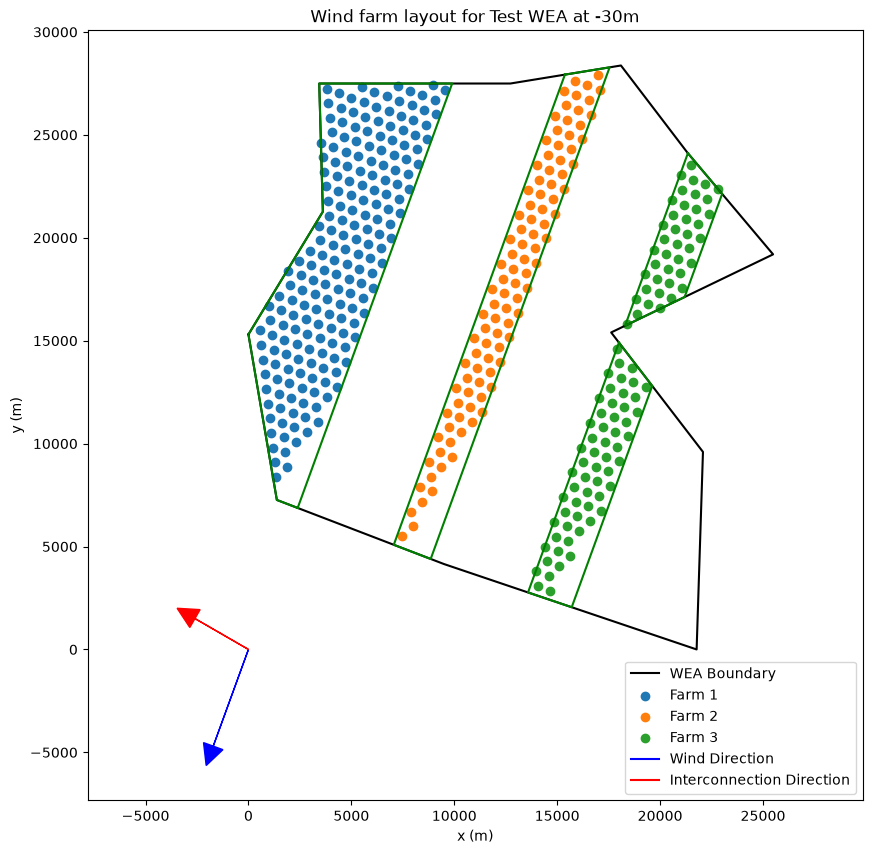 Wind farm layout for Test WEA at -30m
30000
25000
20000
15000
10000
5000
0
−5000
y (m)
−5000
0
5000
10000
15000
20000
25000
x (m)
WEA Boundary
Farm 1
Farm 2
Farm 3
Wind Direction
Interconnection Direction